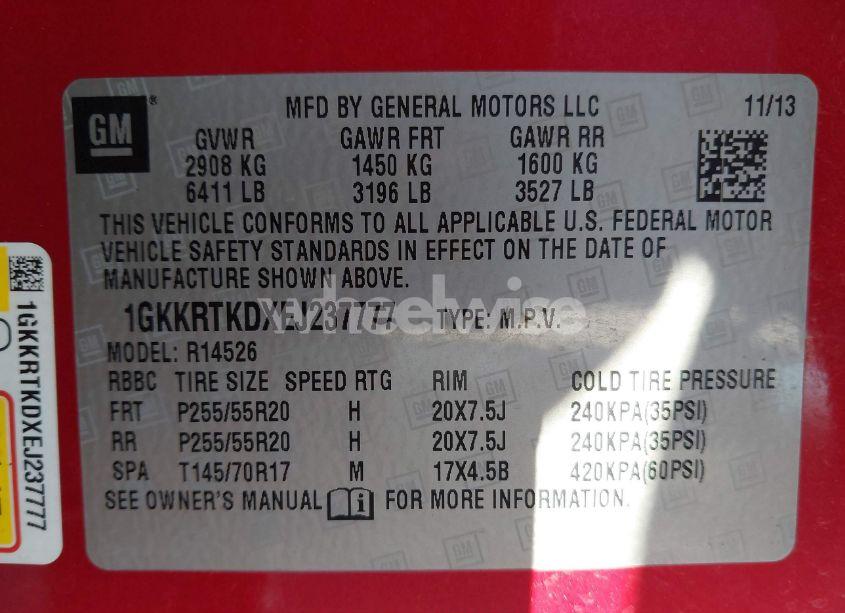 GM ®
MFD BY GENERAL MOTORS LLC 11/13
GVWR GAWR FRT GAWR RR
2908 KG 1450 KG 1600 KG
6411 LB 3196 LB 3527 LB
THIS VEHICLE CONFORMS TO ALL APPLICABLE U.S. FEDERAL MOTOR
VEHICLE SAFETY STANDARDS IN EFFECT ON THE DATE OF
MANUFACTURE SHOWN ABOVE.
1GKKRTKDXEJ237777 TYPE: M.P.V.
wheelwise
MODEL: R14526
RBBC TIRE SIZE SPEED RTG RIM COLD TIRE PRESSURE
FRT P255/55R20 H 20X7.5J 240KPA(35PSI)
RR P255/55R20 H 20X7.5J 240KPA(35PSI)
SPA T145/70R17 M 17X4.5B 420KPA(60PSI)
SEE OWNER'S MANUAL i FOR MORE INFORMATION.
1GKKRTKDXEJ237777